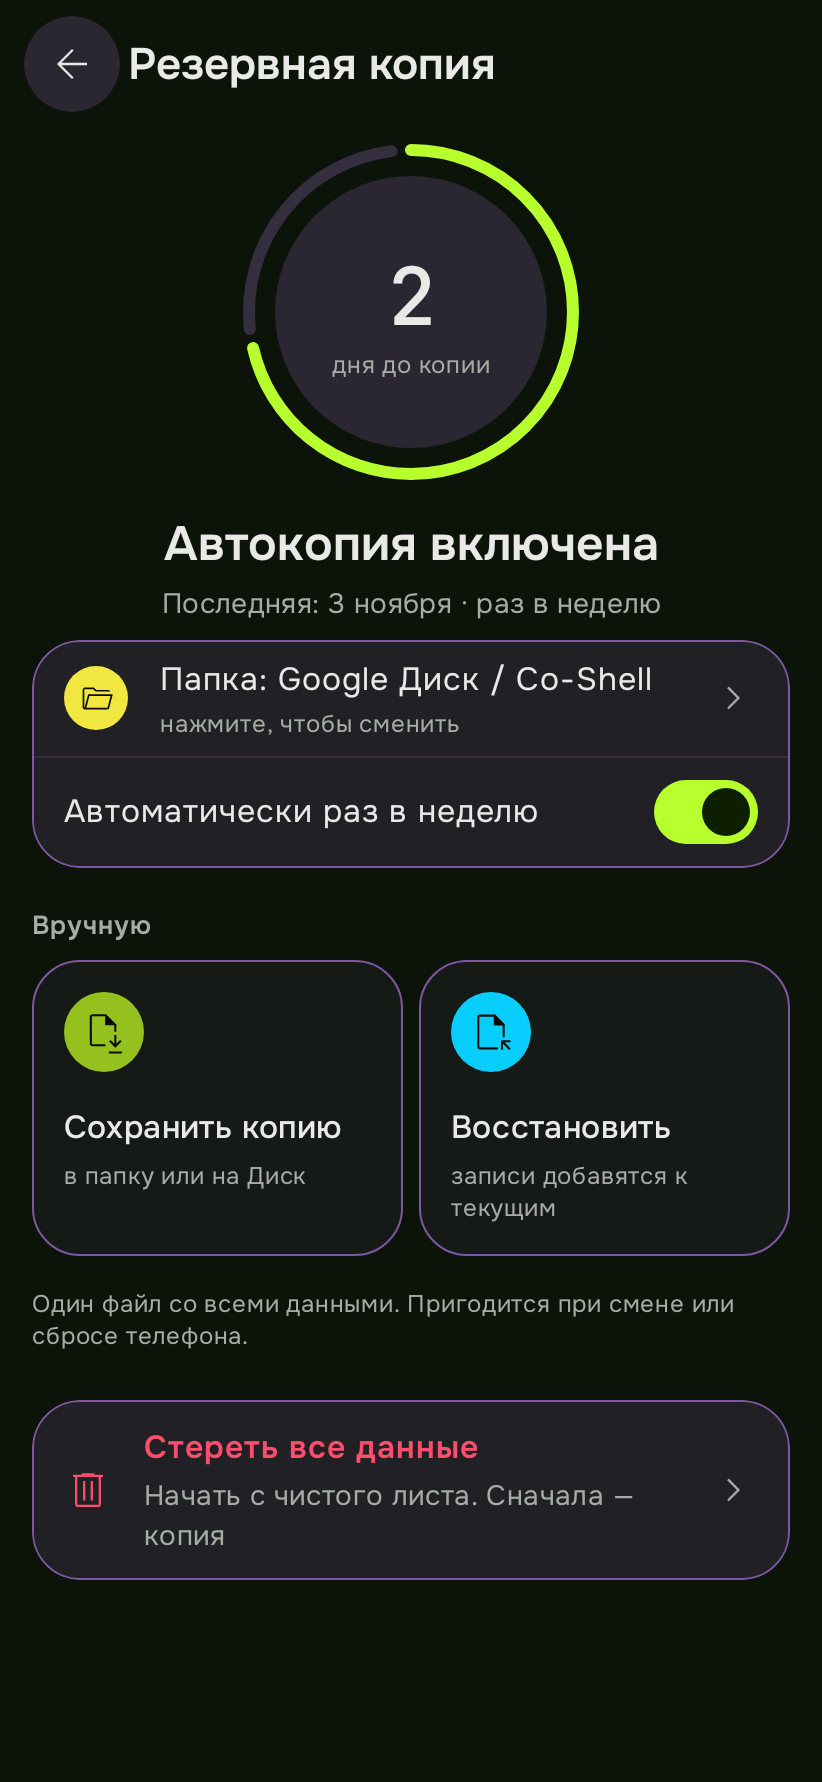 Резервная копия
2
дня до копии
Автокопия включена
Последняя: 3 ноября · раз в неделю
Папка: Google Диск / Co-Shell
нажмите, чтобы сменить
Автоматически раз в неделю
Вручную
Сохранить копию
в папку или на Диск
Восстановить
записи добавятся к
текущим
Один файл со всеми данными. Пригодится при смене или
сбросе телефона.
Стереть все данные
Начать с чистого листа. Сначала —
копия